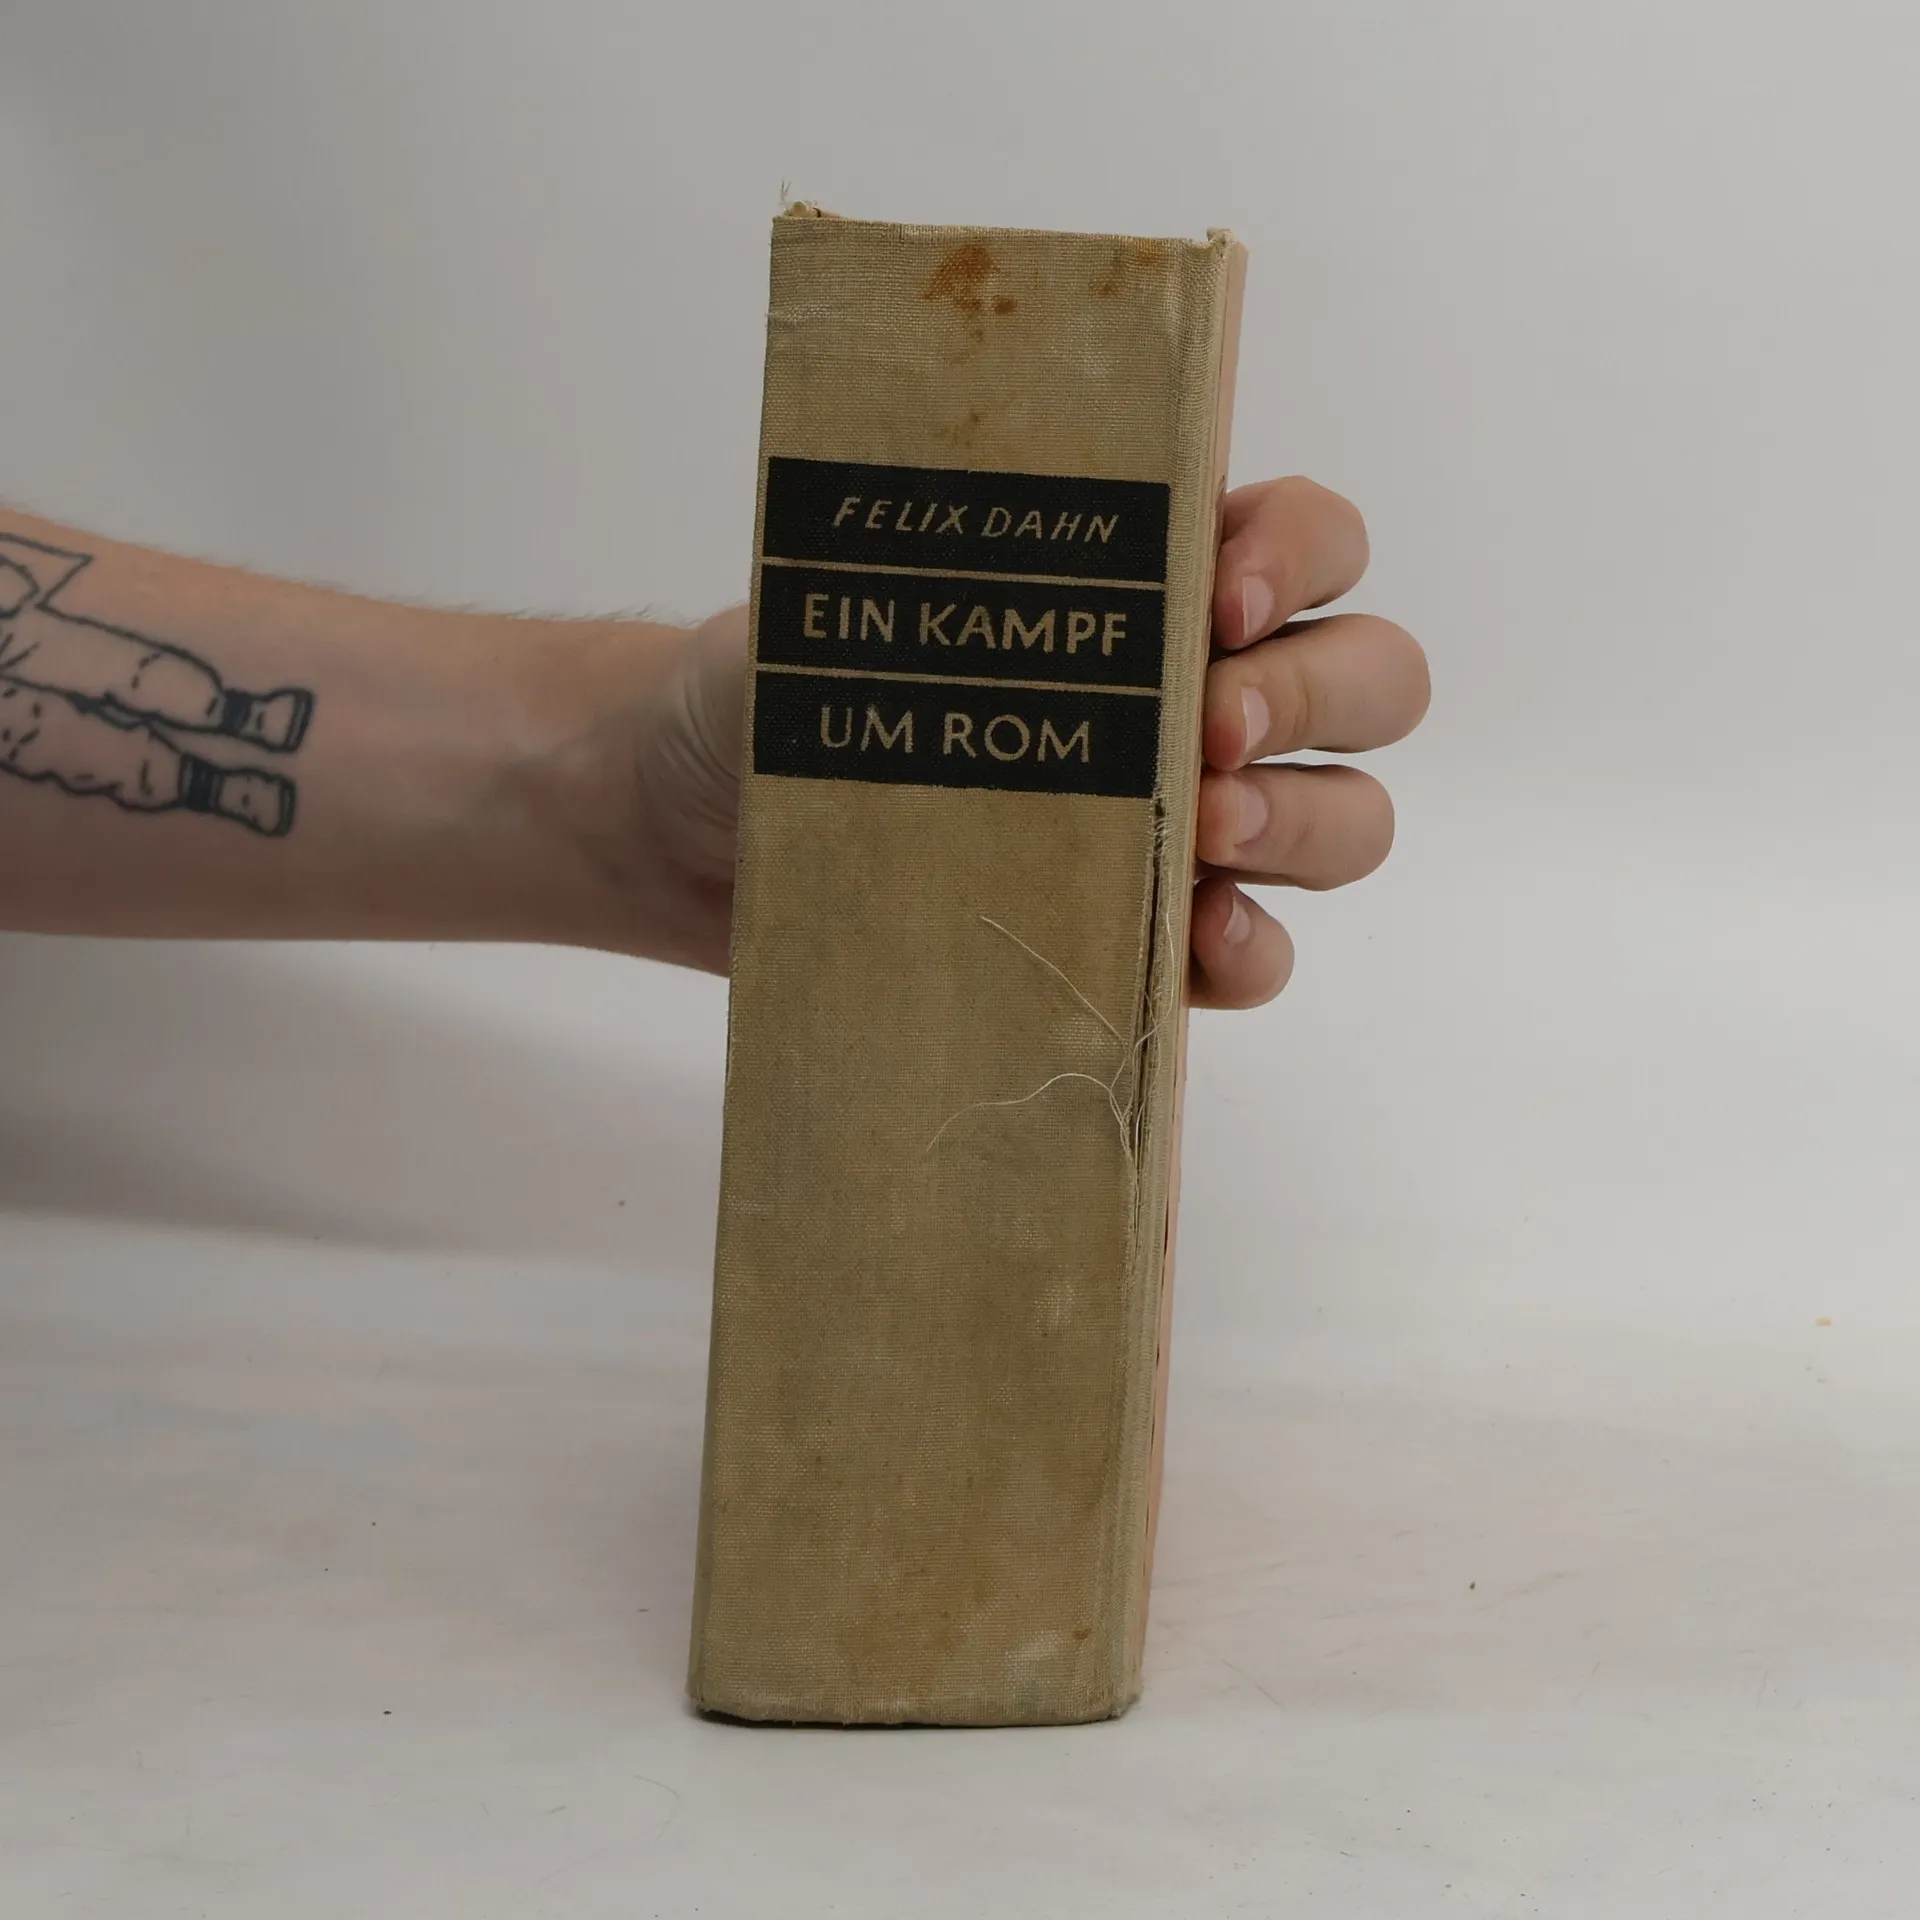 FELIX DAHN
EIN KAMPF
UM ROM